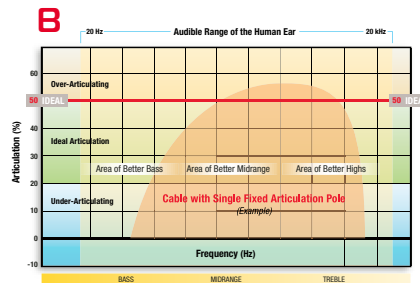 B
20 Hz
Audible Range of the Human Ear
20 kHz
60
Over-Articulating
50 IDEAL
50 IDEAL
Articulation (%)
40
Ideal Articulation
30
Area of Better Bass
Area of Better Midrange
Area of Better Highs
20
Under-Articulating
Cable with Single Fixed Articulation Pole
(Example)
10
0
Frequency (Hz)
-10
BASS
MIDRANGE
TREBLE